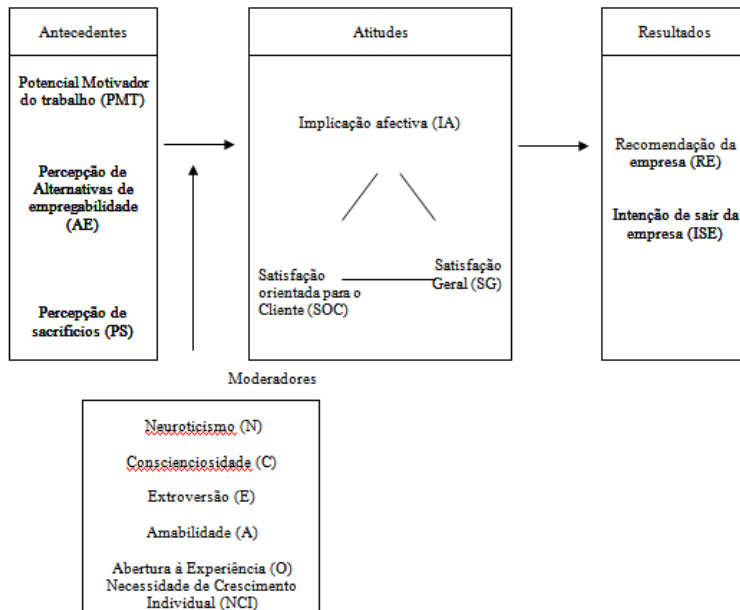 Antecedentes
Potencial Motivador
do trabalho (PMT)
Percepção de
Alternativas de
empregabilidade
(AE)
Percepção de
sacrifícios (PS)
Atitudes
Implicação afectiva (IA)
Satisfação
orientada para o
Cliente (SOC)
Satisfação
Geral (SG)
Resultados
Recomendação da
empresa (RE)
Intenção de sair da
empresa (ISE)
Moderadores
Neuroticismo (N)
Conscienciosidade (C)
Extroversão (E)
Amabilidade (A)
Abertura à Experiência (O)
Necessidade de Crescimento
Individual (NCI)